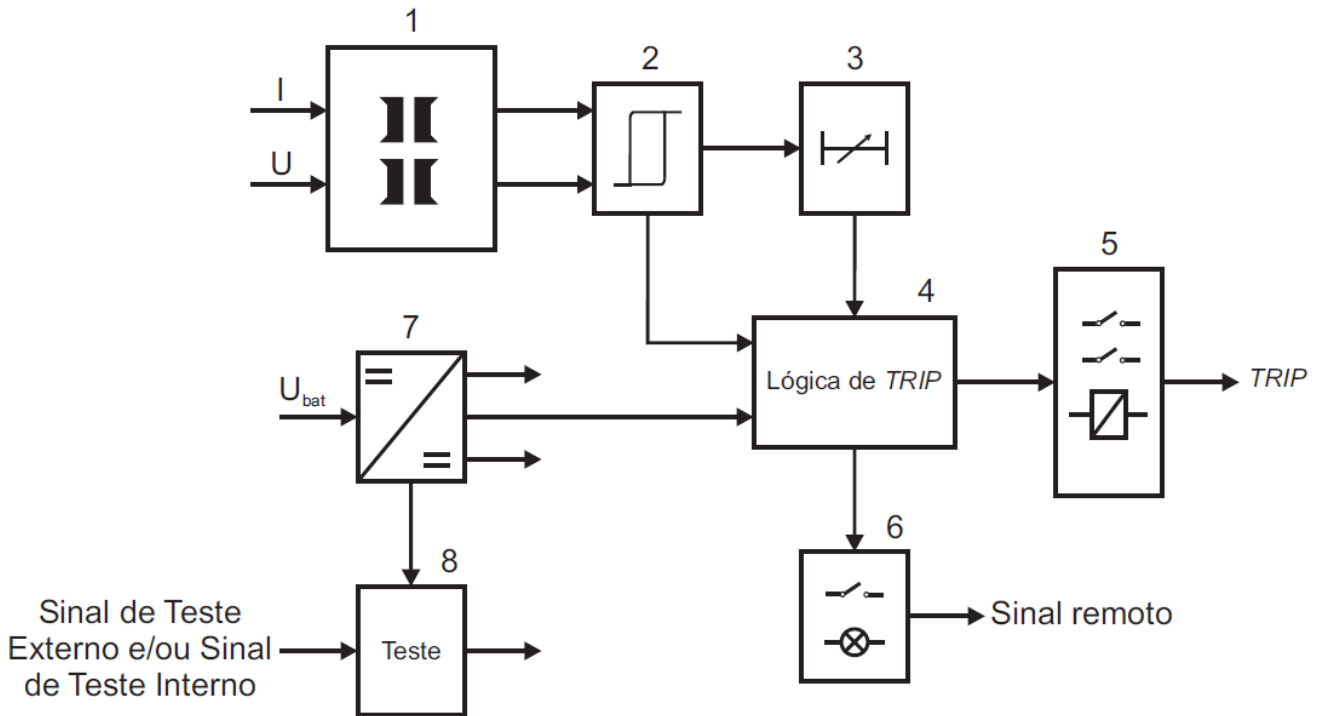 1
I
U
2
3
4
Lógica de TRIP
5
TRIP
7
U bat
6
Sinal remoto
8
Teste
Sinal de Teste
Externo e/ou Sinal
de Teste Interno